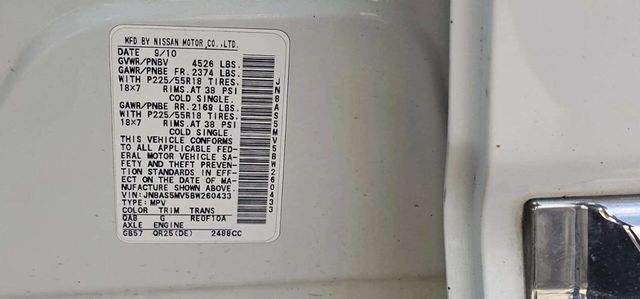 MFD BY NISSAN MOTOR CO.,LTD.
DATE 9/10
GVWR/PNBV 4526 LBS.
GAWR/PNBE FR. 2374 LBS.
WITH P225/55R18 TIRES.
18×7 RIMS.AT 38 PSI
COLD SINGLE.
GAWR/PNBE RR. 2169 LBS.
WITH P225/55R18 TIRES.
18×7 RIMS.AT 38 PSI
COLD SINGLE.
THIS VEHICLE CONFORMS
TO ALL APPLICABLE FED-
ERAL MOTOR VEHICLE SA-
FETY AND THEFT PREVEN-
TION STANDARDS IN EFF-
ECT ON THE DATE OF MA-
NUFACTURE SHOWN ABOVE.
VIN: JN8AS5MV5BW260433
TYPE: MPV
COLOR TRIM TRANS
QAB G RE0F10A
AXLE ENGINE
GB57 QR25(DE) 2488CC
JN8AS5MV5BW260433